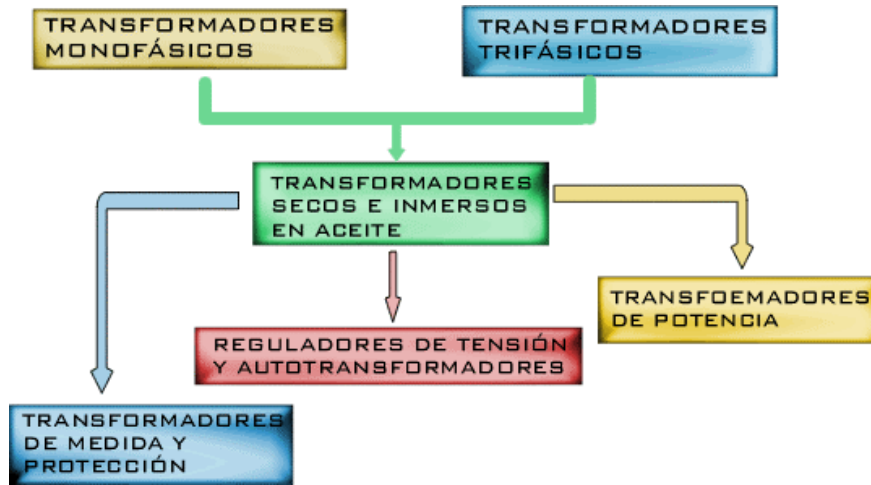 TRANSFORMADORES
MONOFÁSICOS
TRANSFORMADORES
TRIFÁSICOS
TRANSFORMADORES
SECOS E INMERSOS
EN ACEITE
TRANSFOEMADORES
DE POTENCIA
REGULADORES DE TENSIÓN
Y AUTOTRANSFORMADORES
TRANSFORMADORES
DE MEDIDA Y
PROTECCIÓN